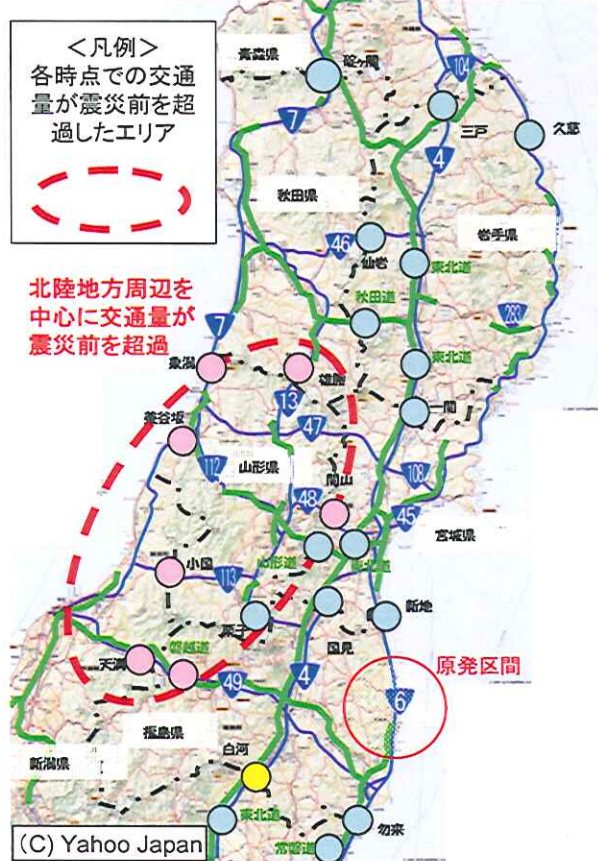 ＜凡例＞
各時点での交通
量が震災前を超
過したエリア
北陸地方周辺を
中心に交通量が
震災前を超過
青森県
碇ヶ関
104
三戸
久慈
7
4
秋田県
46
仙岩
岩手県
東北道
秋田道
283
7
象潟
雄勝
東北道
13
一関
47
笹谷坂
112
山形県
108
関山
48
45
宮城県
山形道
東北道
小国
113
栗子
新地
国見
磐越道
天満
49
4
原発区間
6
福島県
新潟県
白河
東北道
勿来
常磐道
(C) Yahoo Japan